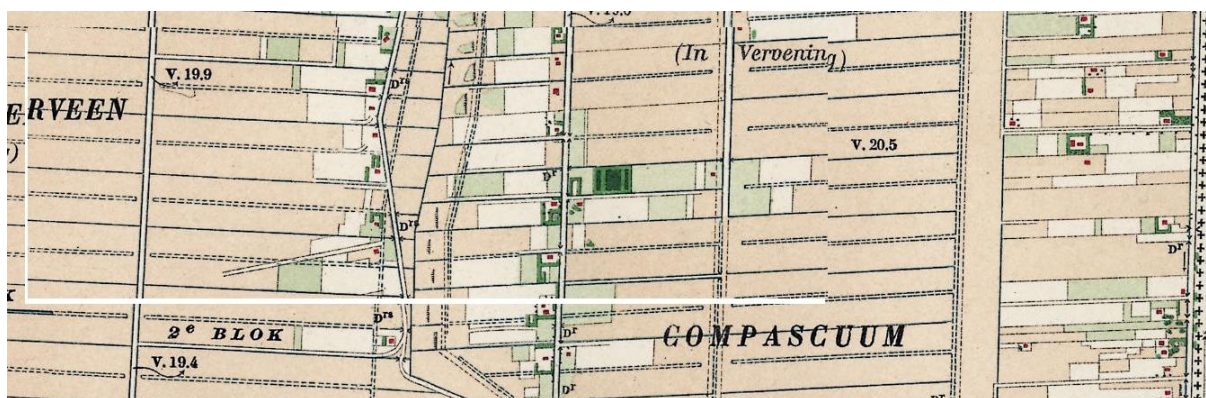 (In Vervening)
V. 19.9
Drs
ERVEEN
V. 20.5
)
Dr
Drs
Dr
K
Drs
2e BLOK
COMPASCUUM
Dr
V. 19.4
Dr
Dr